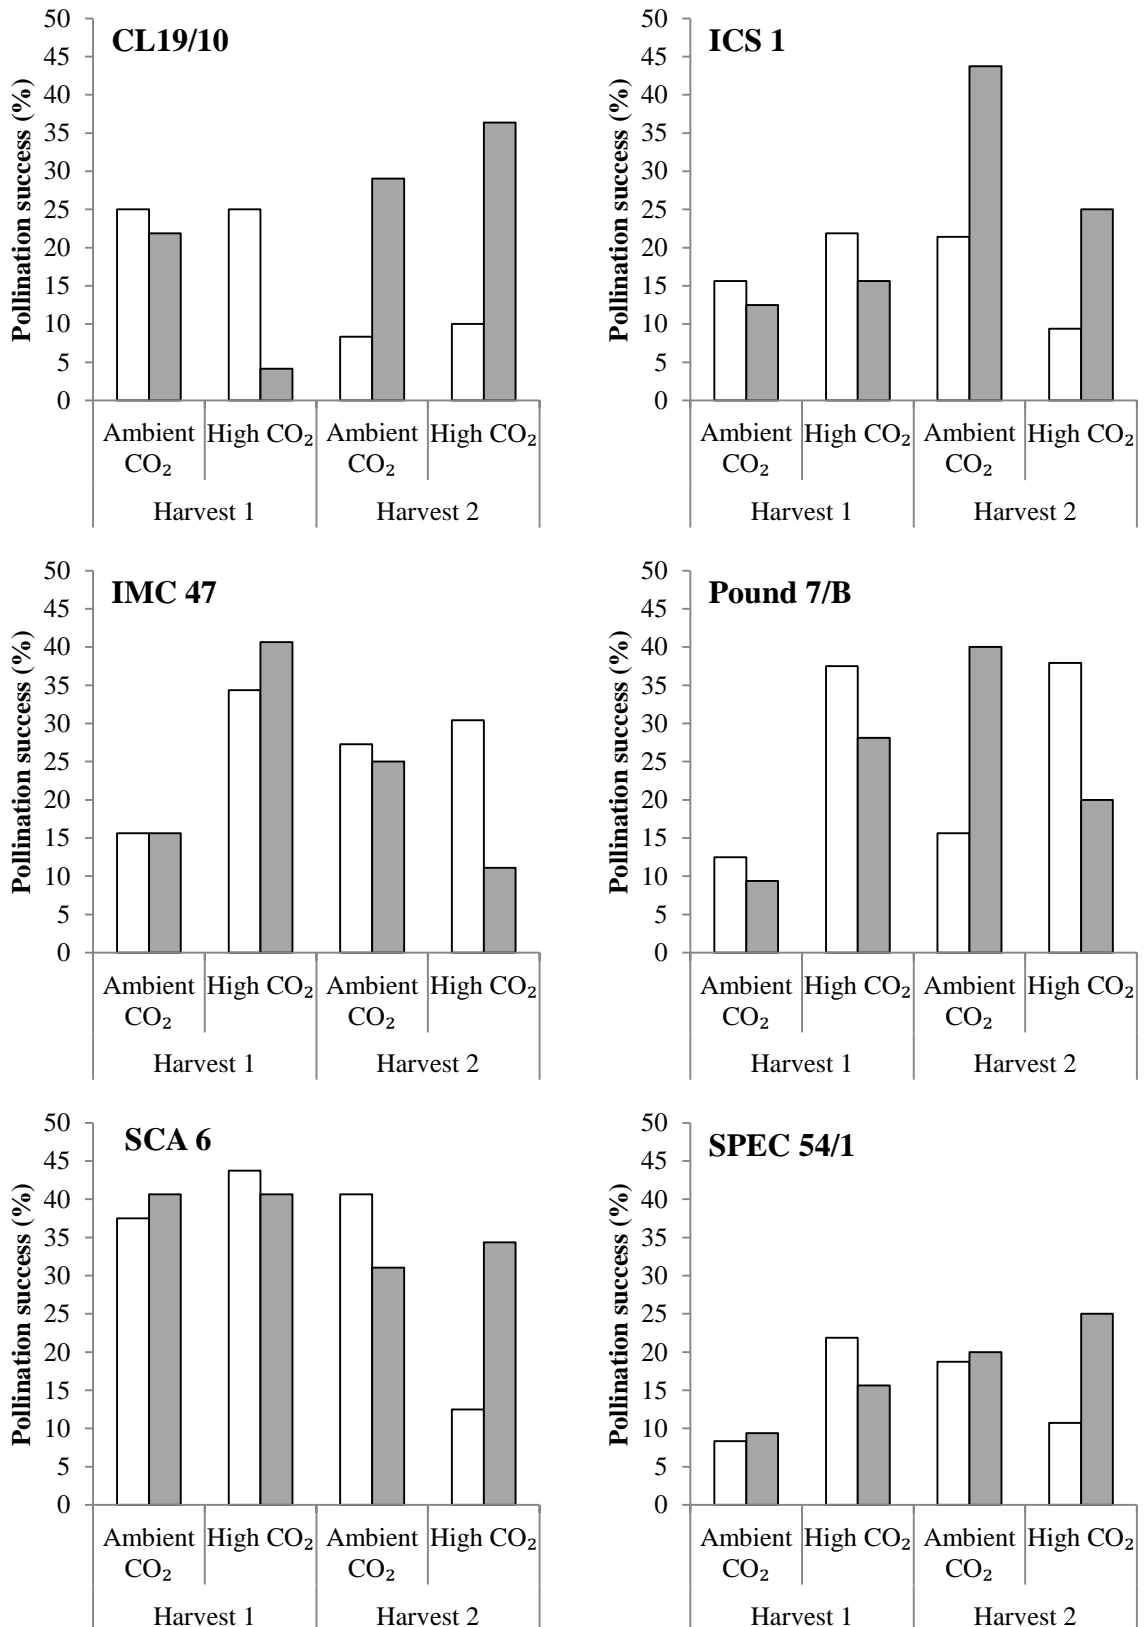 CL19/10
Pollination success (%)
50
45
40
35
30
25
20
15
10
5
0
Ambient CO₂ High CO₂ Ambient CO₂ High CO₂
Harvest 1 Harvest 2
ICS 1
Pollination success (%)
50
45
40
35
30
25
20
15
10
5
0
Ambient CO₂ High CO₂ Ambient CO₂ High CO₂
Harvest 1 Harvest 2
IMC 47
Pollination success (%)
50
45
40
35
30
25
20
15
10
5
0
Ambient CO₂ High CO₂ Ambient CO₂ High CO₂
Harvest 1 Harvest 2
Pound 7/B
Pollination success (%)
50
45
40
35
30
25
20
15
10
5
0
Ambient CO₂ High CO₂ Ambient CO₂ High CO₂
Harvest 1 Harvest 2
SCA 6
Pollination success (%)
50
45
40
35
30
25
20
15
10
5
0
Ambient CO₂ High CO₂ Ambient CO₂ High CO₂
Harvest 1 Harvest 2
SPEC 54/1
Pollination success (%)
50
45
40
35
30
25
20
15
10
5
0
Ambient CO₂ High CO₂ Ambient CO₂ High CO₂
Harvest 1 Harvest 2